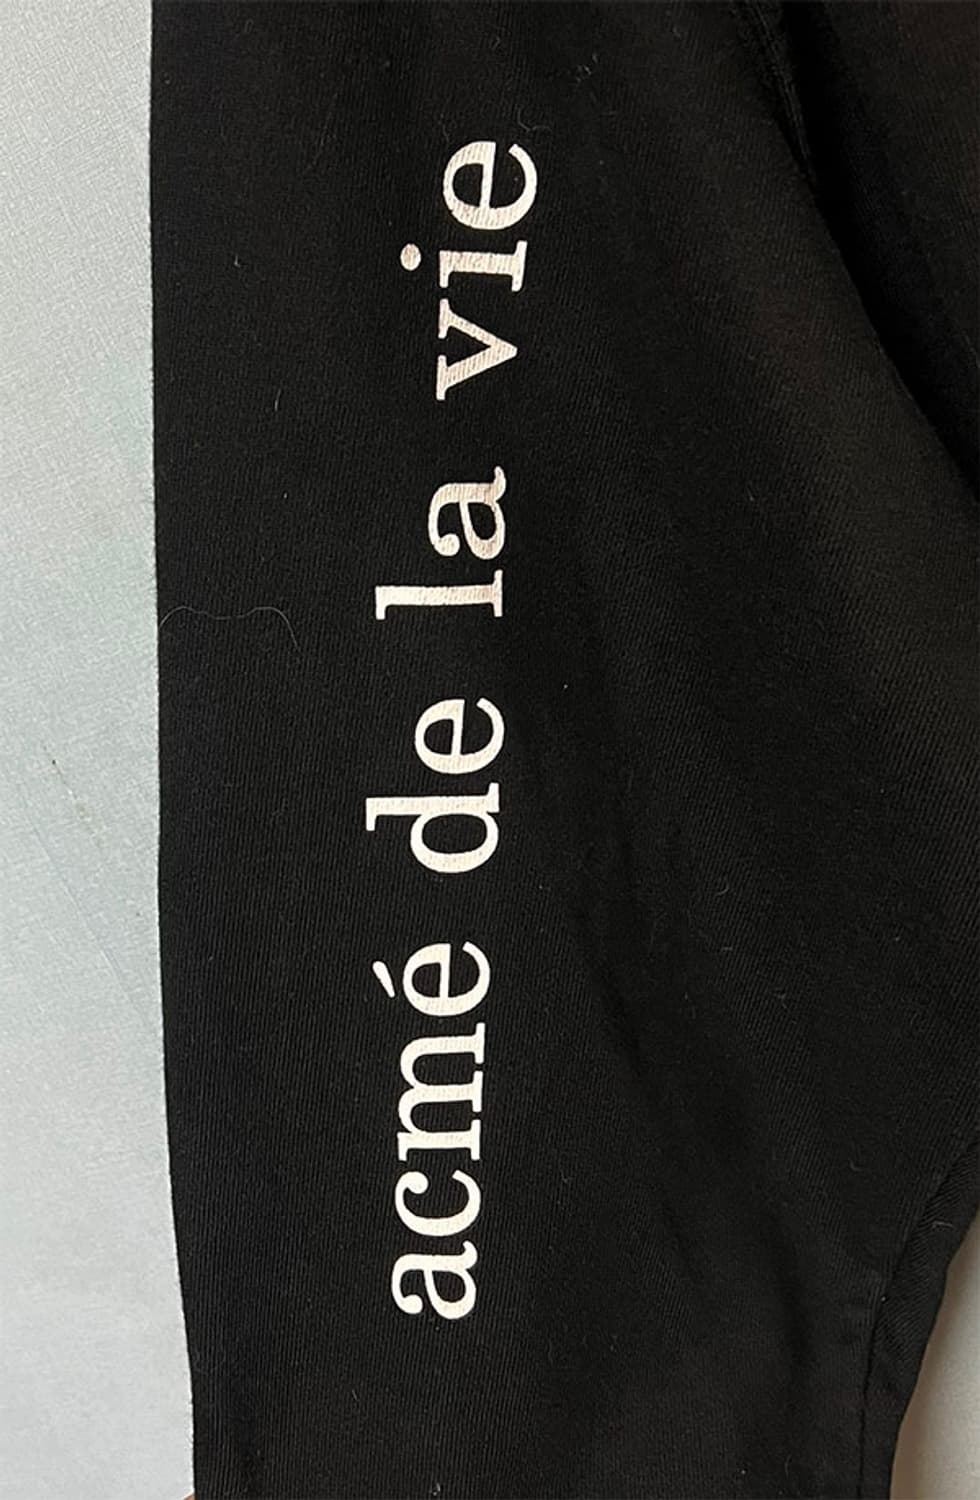 acmé de la vie